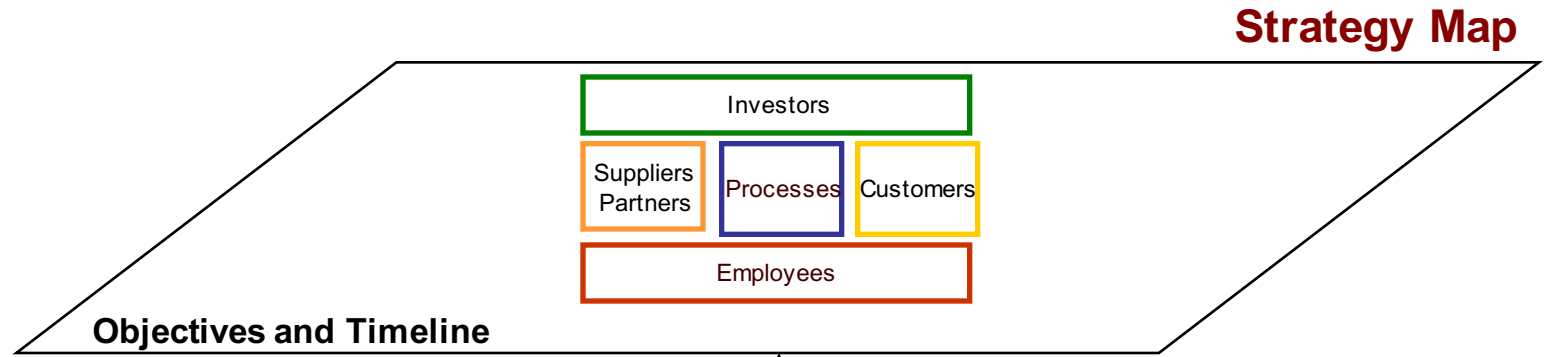 Strategy Map
Investors
Suppliers
Partners
Processes
Customers
Employees
Objectives and Timeline